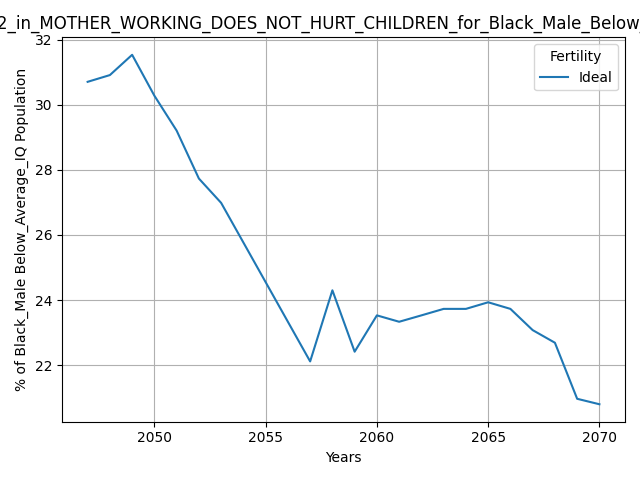 2_in_MOTHER_WORKING_DOES_NOT_HURT_CHILDREN_for_Black_Male_Below_
32
30
28
26
24
22
% of Black_Male Below_Average_IQ Population
Fertility
Ideal
2050
2055
2060
2065
2070
Years